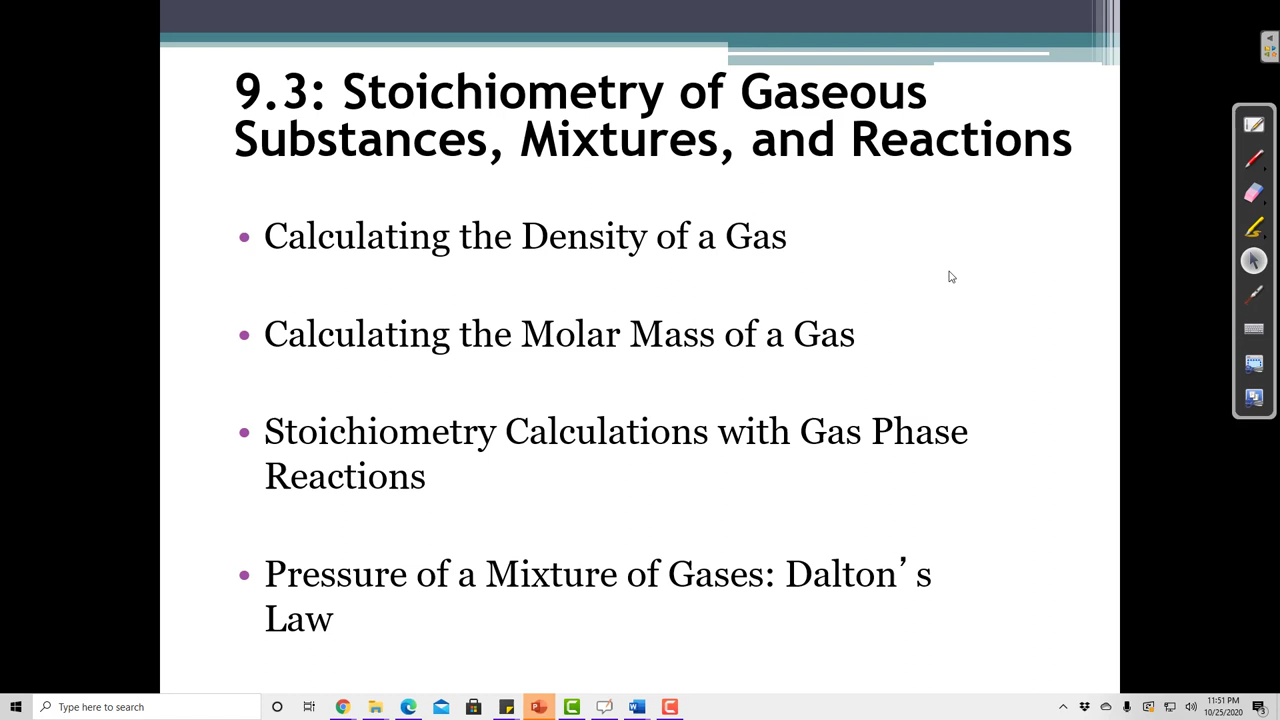 9.3: Stoichiometry of Gaseous
Substances, Mixtures, and Reactions
• Calculating the Density of a Gas
• Calculating the Molar Mass of a Gas
• Stoichiometry Calculations with Gas Phase
Reactions
• Pressure of a Mixture of Gases: Dalton’s
Law
Type here to search
11:51 PM
10/25/2020